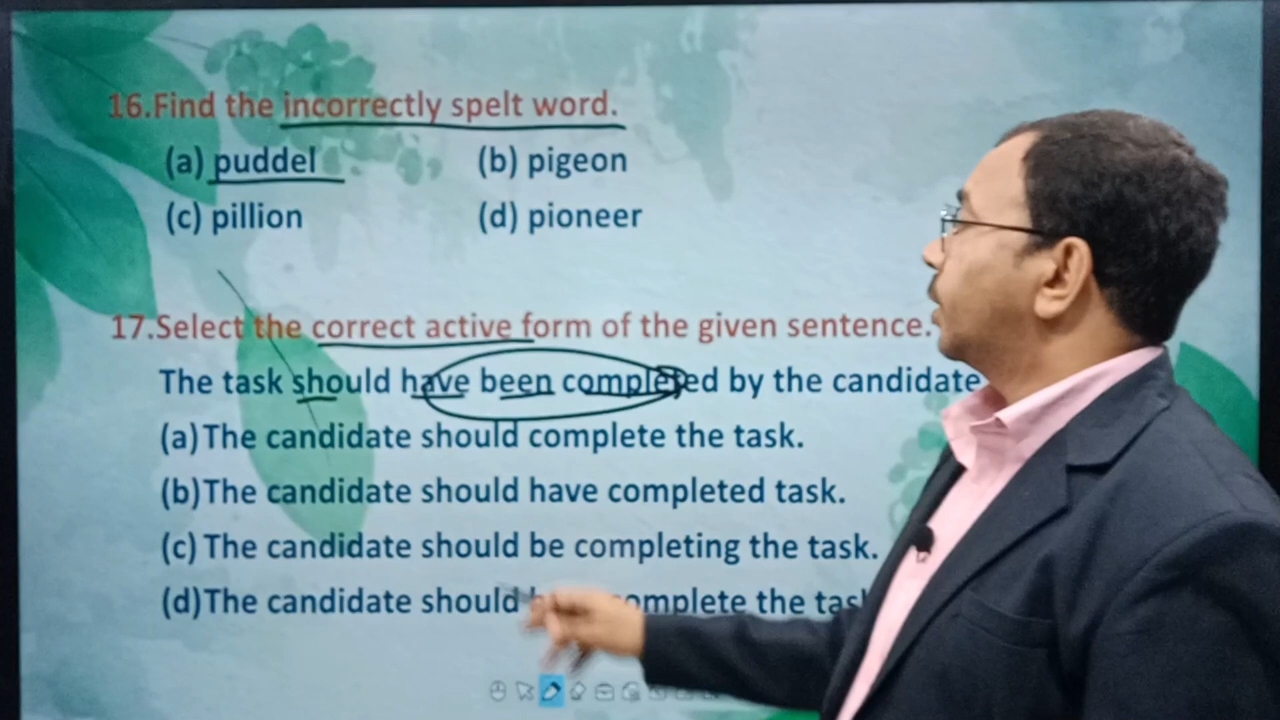 16.Find the incorrectly spelt word.
(a) puddel (b) pigeon
(c) pillion (d) pioneer
17.Select the correct active form of the given sentence.
The task should have been completed by the candidate
(a)The candidate should complete the task.
(b)The candidate should have completed task.
(c) The candidate should be completing the task.
(d)The candidate should the